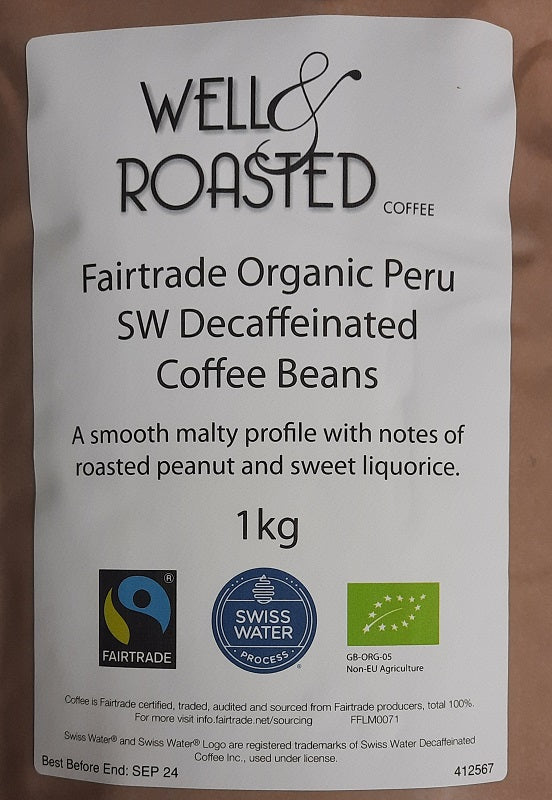 WELL &
ROASTED
COFFEE
Fairtrade Organic Peru
SW Decaffeinated
Coffee Beans
A smooth malty profile with notes of
roasted peanut and sweet liquorice.
1kg
®
FAIRTRADE
SWISS
WATER
PROCESS
®
GB-ORG-05
Non-EU Agriculture
Coffee is Fairtrade certified, traded, audited and sourced from Fairtrade producers, total 100%.
For more visit info.fairtrade.net/sourcing FFLM0071
Swiss Water® and Swiss Water® Logo are registered trademarks of Swiss Water Decaffeinated
Coffee Inc., used under license.
Best Before End: SEP 24
412567